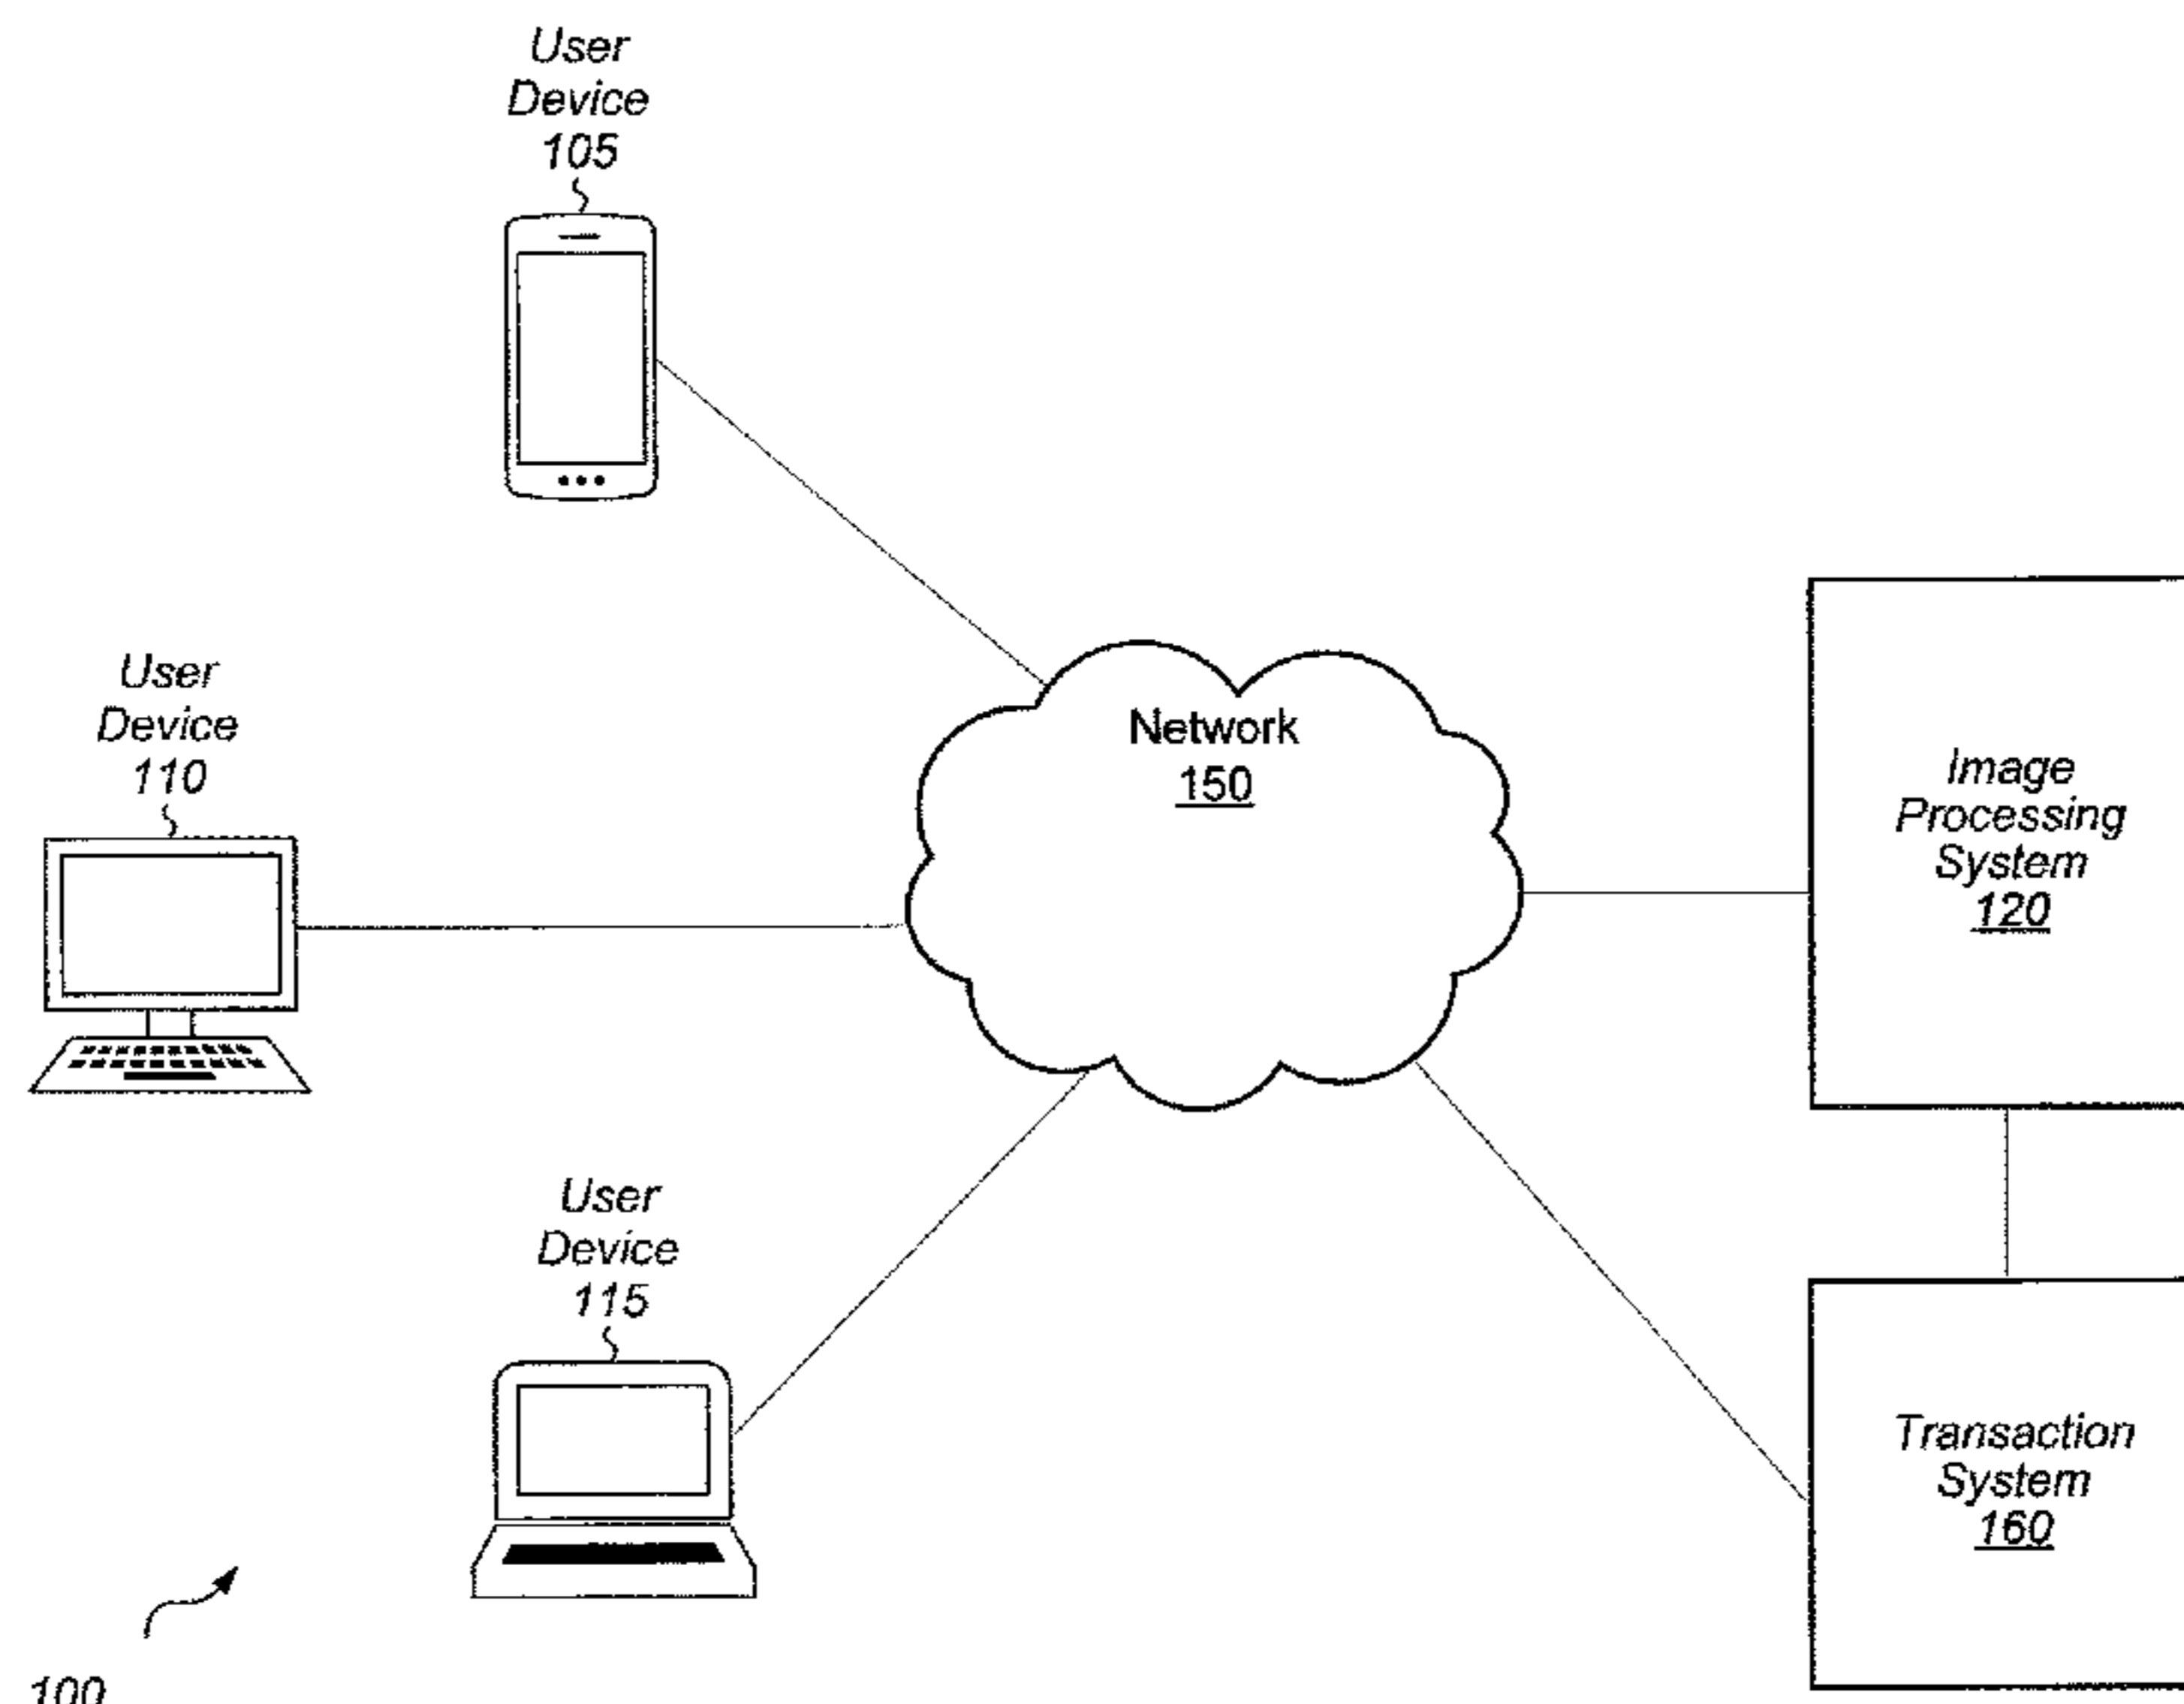 User
Device
105
User
Device
110
Network
150
Image
Processing
System
120
User
Device
115
Transaction
System
160
100